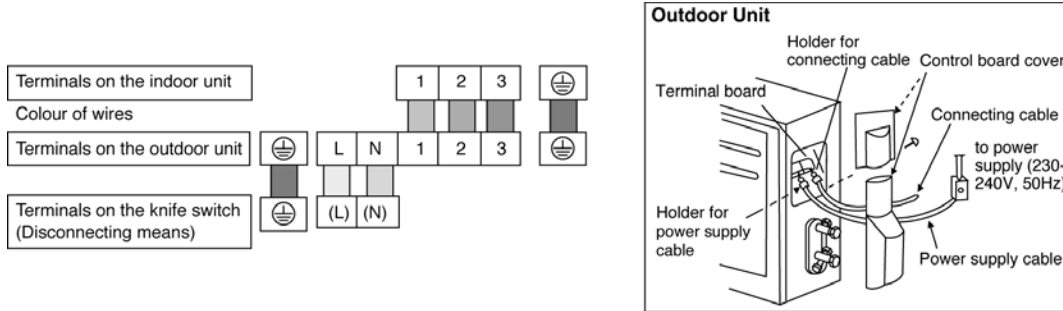 Terminals on the indoor unit
1 2 3
Colour of wires
Terminals on the outdoor unit
L N 1 2 3
Terminals on the knife switch
(Disconnecting means)
(L) (N)
Outdoor Unit
Holder for
connecting cable
Control board cover
Terminal board
Connecting cable
to power
supply (230-
240V, 50Hz)
Holder for
power supply
cable
Power supply cable